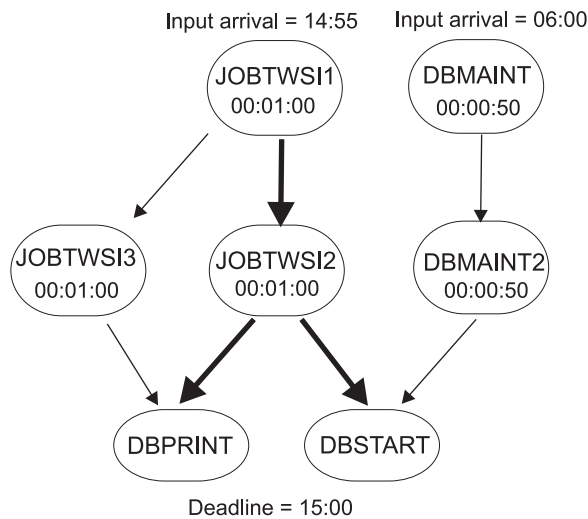 Input arrival = 14:55
Input arrival = 06:00
JOBTWSI1
00:01:00
DBMAINT
00:00:50
JOBTWSI3
00:01:00
JOBTWSI2
00:01:00
DBMAINT2
00:00:50
DBPRINT
DBSTART
Deadline = 15:00